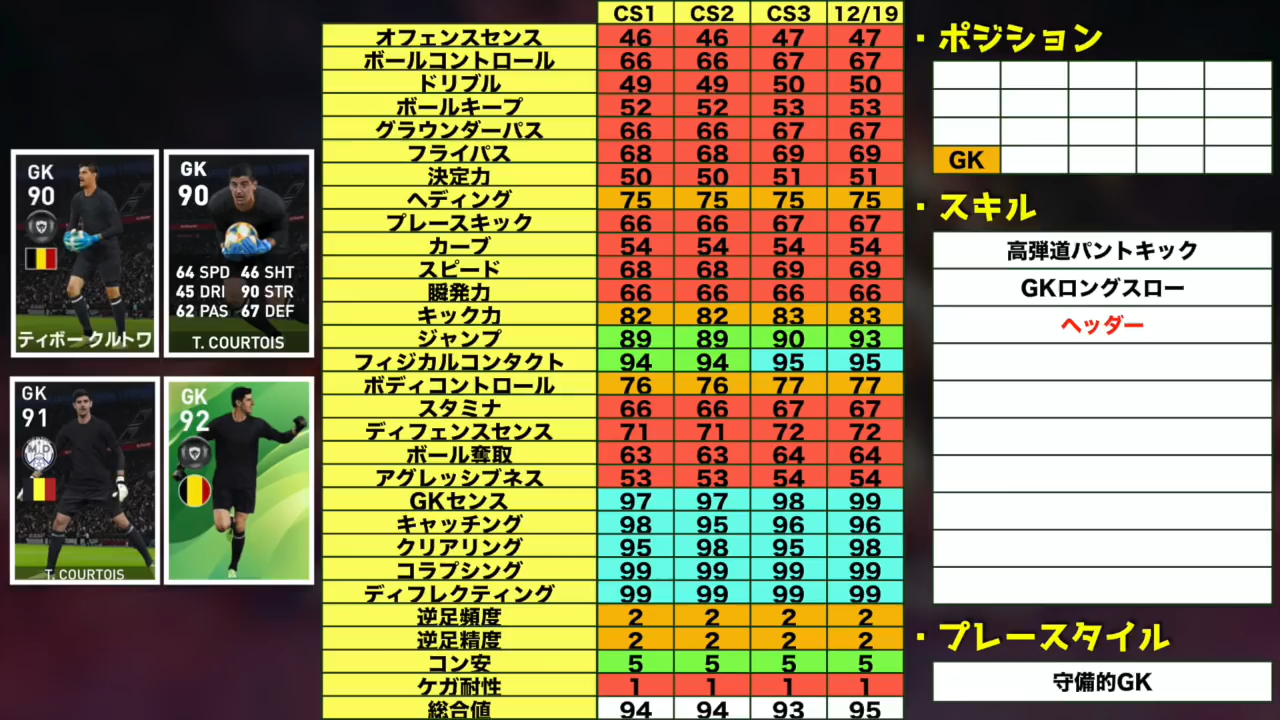 GK
90
ティボー クルトワ
GK
90
64 SPD 46 SHT
45 DRI 90 STR
62 PAS 67 DEF
T. COURTOIS
GK
91
T. COURTOIS
GK
92
CS1 CS2 CS3 12/19
オフェンスセンス 46 46 47 47
ボールコントロール 66 66 67 67
ドリブル 49 49 50 50
ボールキープ 52 52 53 53
グラウンダーパス 66 66 67 67
フライパス 68 68 69 69
決定力 50 50 51 51
ヘディング 75 75 75 75
プレースキック 66 66 67 67
カーブ 54 54 54 54
スピード 68 68 69 69
瞬発力 66 66 66 66
キック力 82 82 83 83
ジャンプ 89 89 90 93
フィジカルコンタクト 94 94 95 95
ボディコントロール 76 76 77 77
スタミナ 66 66 67 67
ディフェンスセンス 71 71 72 72
ボール奪取 63 63 64 64
アグレッシブネス 53 53 54 54
GKセンス 97 97 98 99
キャッチング 98 95 96 96
クリアリング 95 98 95 98
コラプシング 99 99 99 99
ディフレクティング 99 99 99 99
逆足頻度 2 2 2 2
逆足精度 2 2 2 2
コン安 5 5 5 5
ケガ耐性 1 1 1 1
総合値 94 94 93 95
・ポジション
GK
・スキル
高弾道パントキック
GKロングスロー
ヘッダー
・プレースタイル
守備的GK